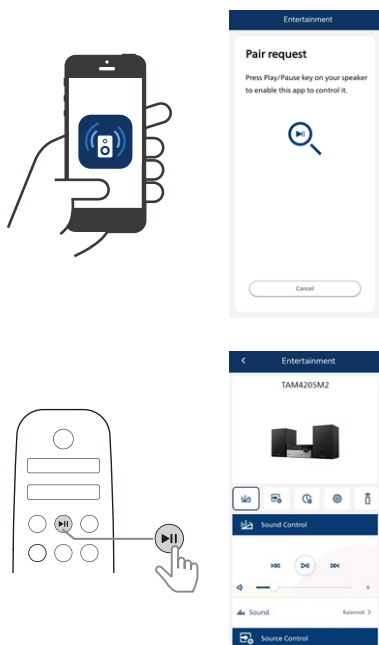 Entertainment
Pair request
Press Play/Pause key on your speaker
to enable this app to control it.
Cancel
Entertainment
TAM4205M2
Sound Control
6
Sound
Balanced
Source Control